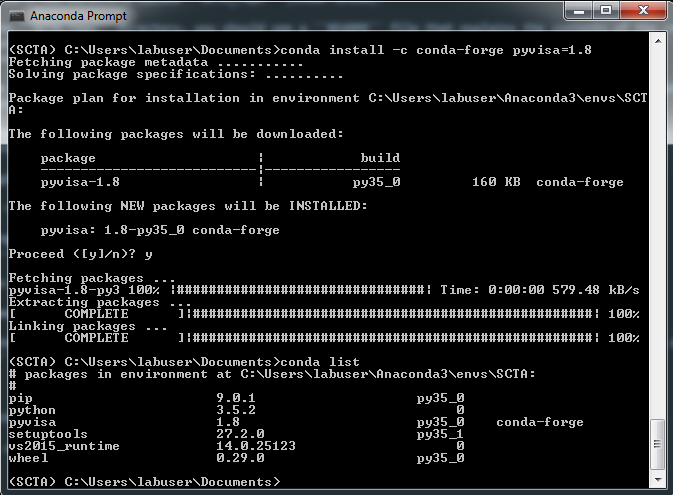 Anaconda Prompt
(SCTA) C:\Users\labuser\Documents>conda install -c conda-forge pyvisa=1.8
Fetching package metadata ...........
Solving package specifications: ..........
Package plan for installation in environment C:\Users\labuser\Anaconda3\envs\SCT
A:
The following packages will be downloaded:
package | build
---------------------------|-----------------
pyvisa-1.8 | py35_0 160 KB conda-forge
The following NEW packages will be INSTALLED:
pyvisa: 1.8-py35_0 conda-forge
Proceed ([y]/n)? y
Fetching packages ...
pyvisa-1.8-py3 100% |###############################| Time: 0:00:00 579.48 kB/s
Extracting packages ...
[ COMPLETE ]|##################################################| 100%
Linking packages ...
[ COMPLETE ]|##################################################| 100%
(SCTA) C:\Users\labuser\Documents>conda list
# packages in environment at C:\Users\labuser\Anaconda3\envs\SCTA:
#
pip 9.0.1 py35_0
python 3.5.2 0
pyvisa 1.8 py35_0 conda-forge
setuptools 27.2.0 py35_1
vs2015_runtime 14.0.25123 0
wheel 0.29.0 py35_0
(SCTA) C:\Users\labuser\Documents>